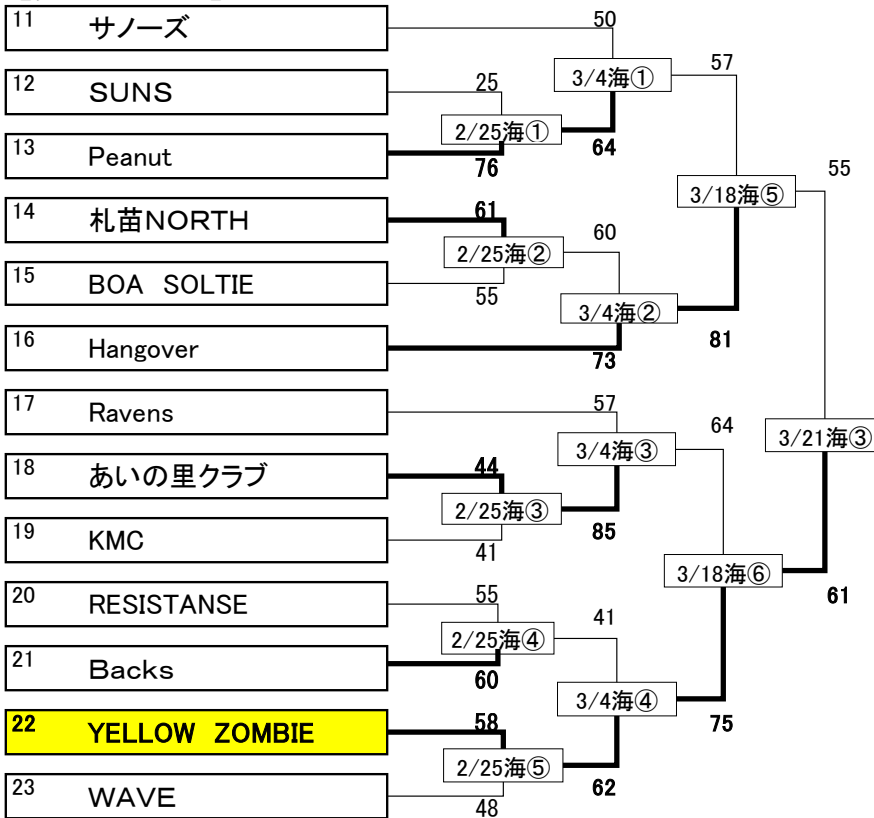 11 サノーズ
50
57
3/4海①
12 SUNS
25
2/25海①
13 Peanut
76
64
55
3/18海⑤
14 札苗NORTH
61
60
2/25海②
15 BOA SOLTIE
55
3/4海②
81
16 Hangover
73
17 Ravens
57
64
3/21海③
3/4海③
18 あいの里クラブ
44
2/25海③
85
19 KMC
41
3/18海⑥
61
20 RESISTANSE
55
41
2/25海④
21 Backs
60
3/4海④
75
22 YELLOW ZOMBIE
58
2/25海⑤
62
23 WAVE
48